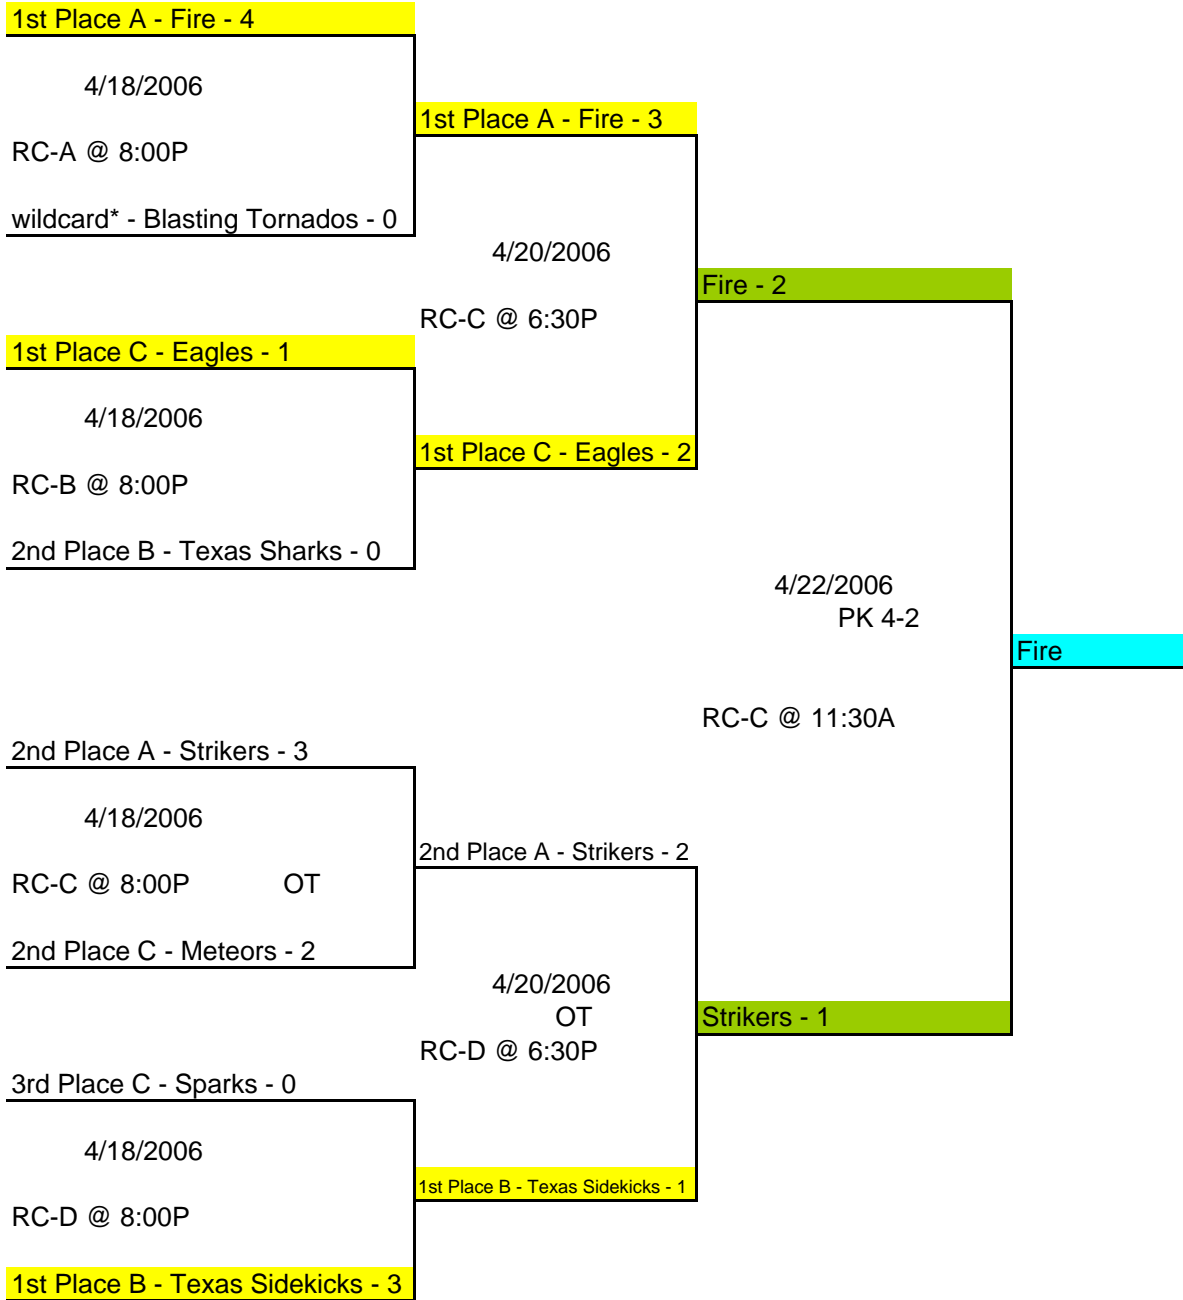 1st Place A - Fire - 4
4/18/2006
1st Place A - Fire - 3
RC-A @ 8:00P
wildcard* - Blasting Tornados - 0
4/20/2006
Fire - 2
RC-C @ 6:30P
1st Place C - Eagles - 1
4/18/2006
1st Place C - Eagles - 2
RC-B @ 8:00P
2nd Place B - Texas Sharks - 0
4/22/2006
PK 4-2
Fire
RC-C @ 11:30A
2nd Place A - Strikers - 3
4/18/2006
2nd Place A - Strikers - 2
RC-C @ 8:00P OT
2nd Place C - Meteors - 2
4/20/2006
OT
Strikers - 1
RC-D @ 6:30P
3rd Place C - Sparks - 0
4/18/2006
1st Place B - Texas Sidekicks - 1
RC-D @ 8:00P
1st Place B - Texas Sidekicks - 3